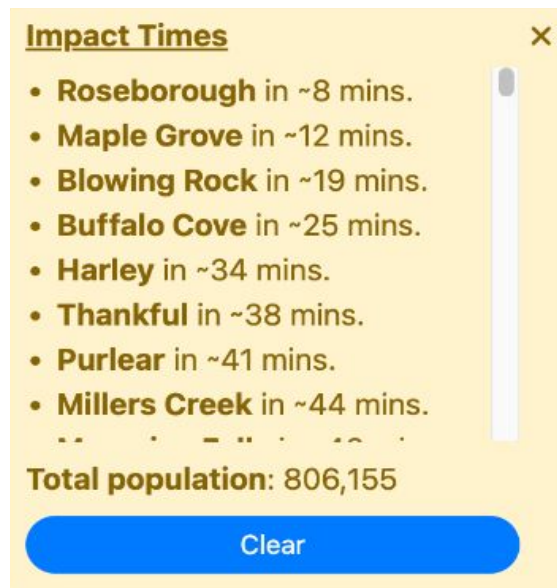 Impact Times ×
• Roseborough in ~8 mins.
• Maple Grove in ~12 mins.
• Blowing Rock in ~19 mins.
• Buffalo Cove in ~25 mins.
• Harley in ~34 mins.
• Thankful in ~38 mins.
• Purlear in ~41 mins.
• Millers Creek in ~44 mins.
Total population: 806,155
Clear